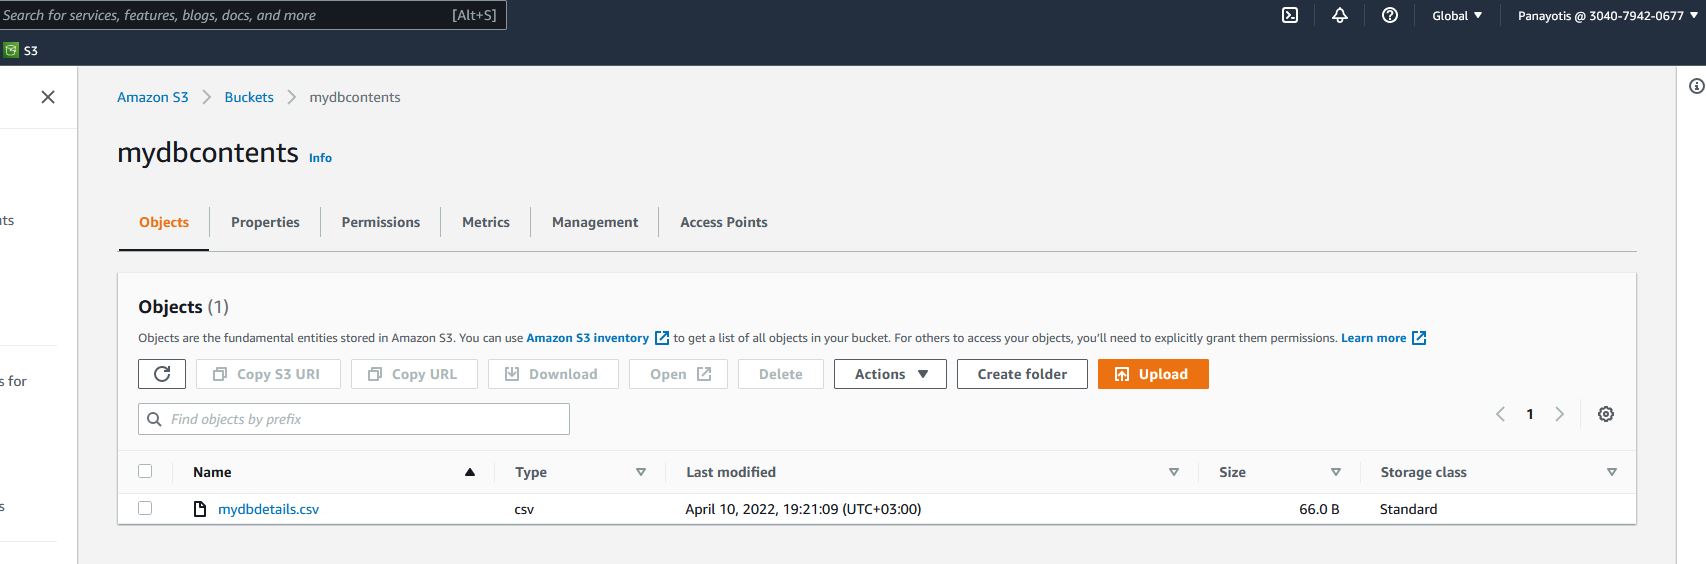 Search for services, features, blogs, docs, and more [Alt+S] Global Panayotis @ 3040-7942-0677
S3
Amazon S3 Buckets mydbcontents
mydbcontents Info
Objects Properties Permissions Metrics Management Access Points
Objects (1)
Objects are the fundamental entities stored in Amazon S3. You can use Amazon S3 inventory to get a list of all objects in your bucket. For others to access your objects, you'll need to explicitly grant them permissions. Learn more
Copy S3 URI Copy URL Download Open Delete Actions Create folder Upload
Find objects by prefix 1
Name Type Last modified Size Storage class
mydbdetails.csv csv April 10, 2022, 19:21:09 (UTC+03:00) 66.0 B Standard